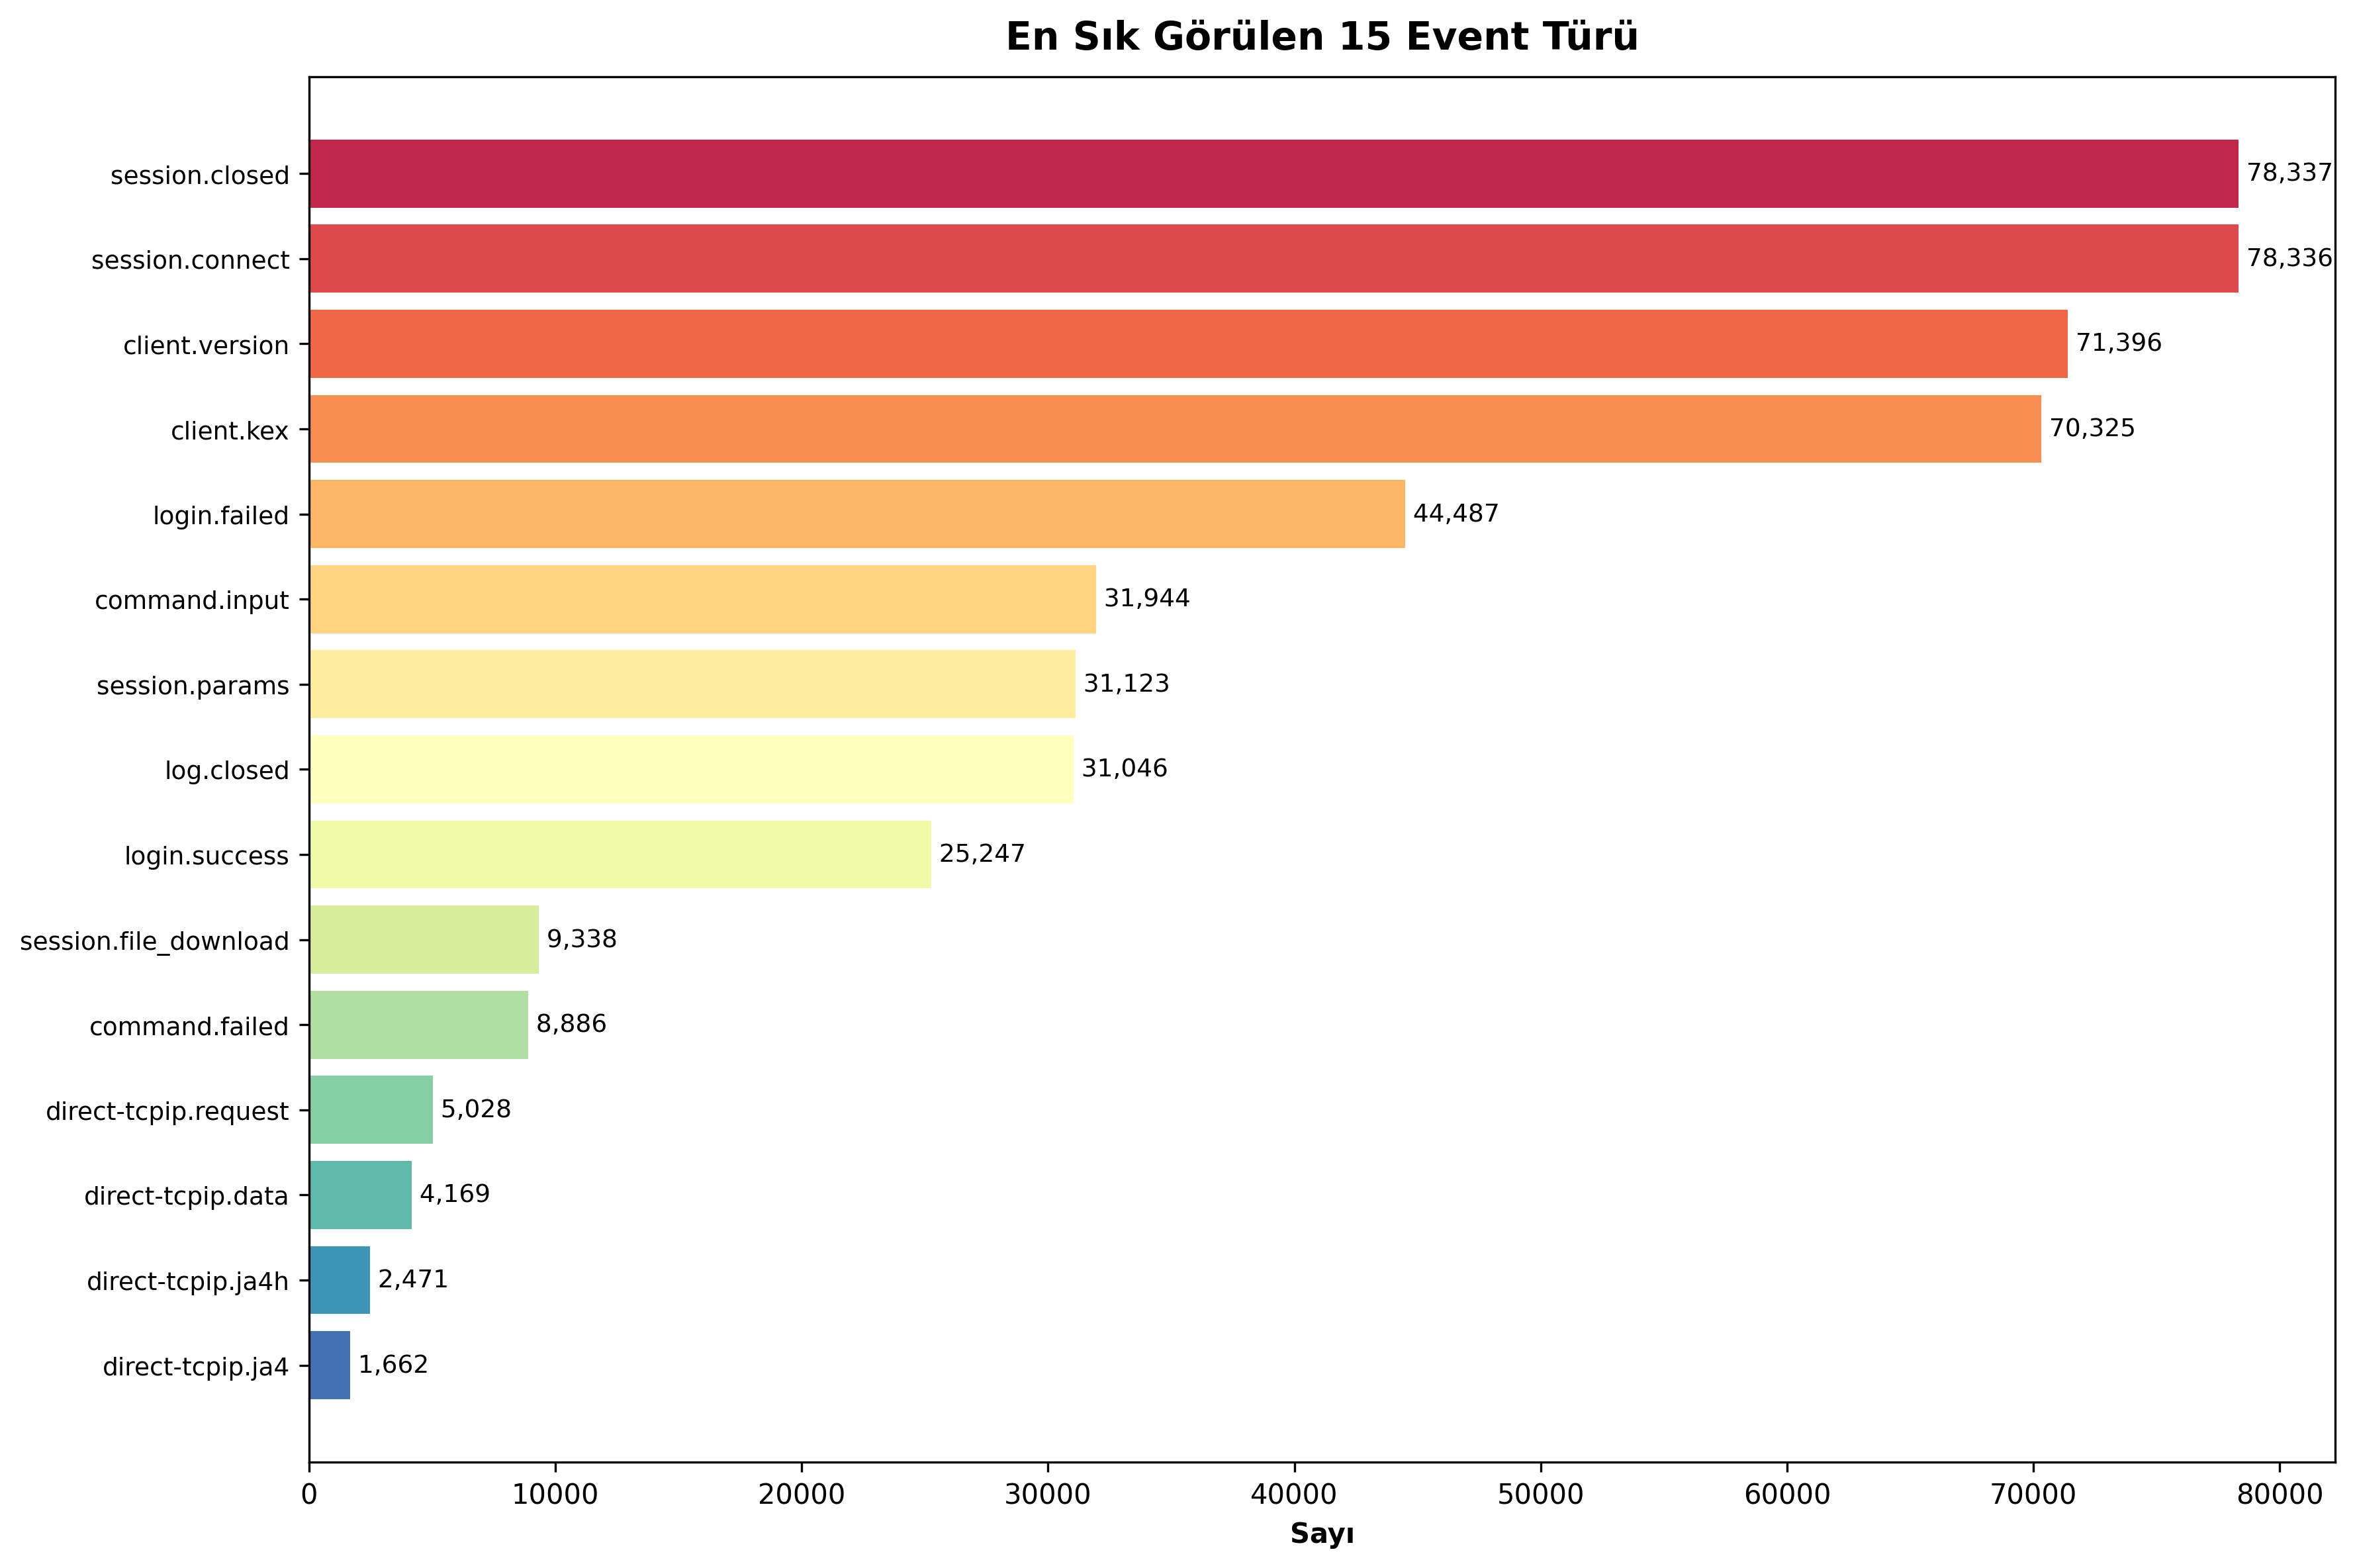 En Sık Görülen 15 Event Türü
session.closed 78,337
session.connect 78,336
client.version 71,396
client.kex 70,325
login.failed 44,487
command.input 31,944
session.params 31,123
log.closed 31,046
login.success 25,247
session.file_download 9,338
command.failed 8,886
direct-tcpip.request 5,028
direct-tcpip.data 4,169
direct-tcpip.ja4h 2,471
direct-tcpip.ja4 1,662
0 10000 20000 30000 40000 50000 60000 70000 80000
Sayı